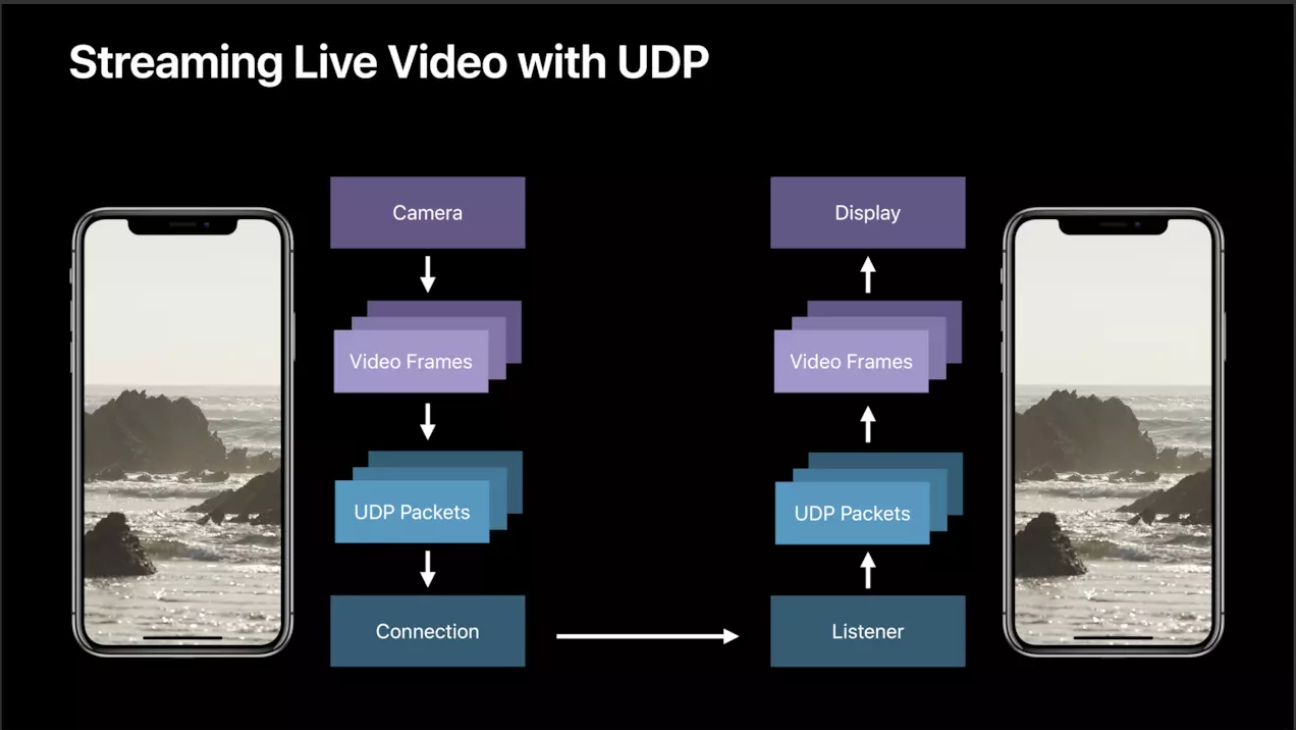 Streaming Live Video with UDP
Camera
Video Frames
UDP Packets
Connection
Display
Video Frames
UDP Packets
Listener